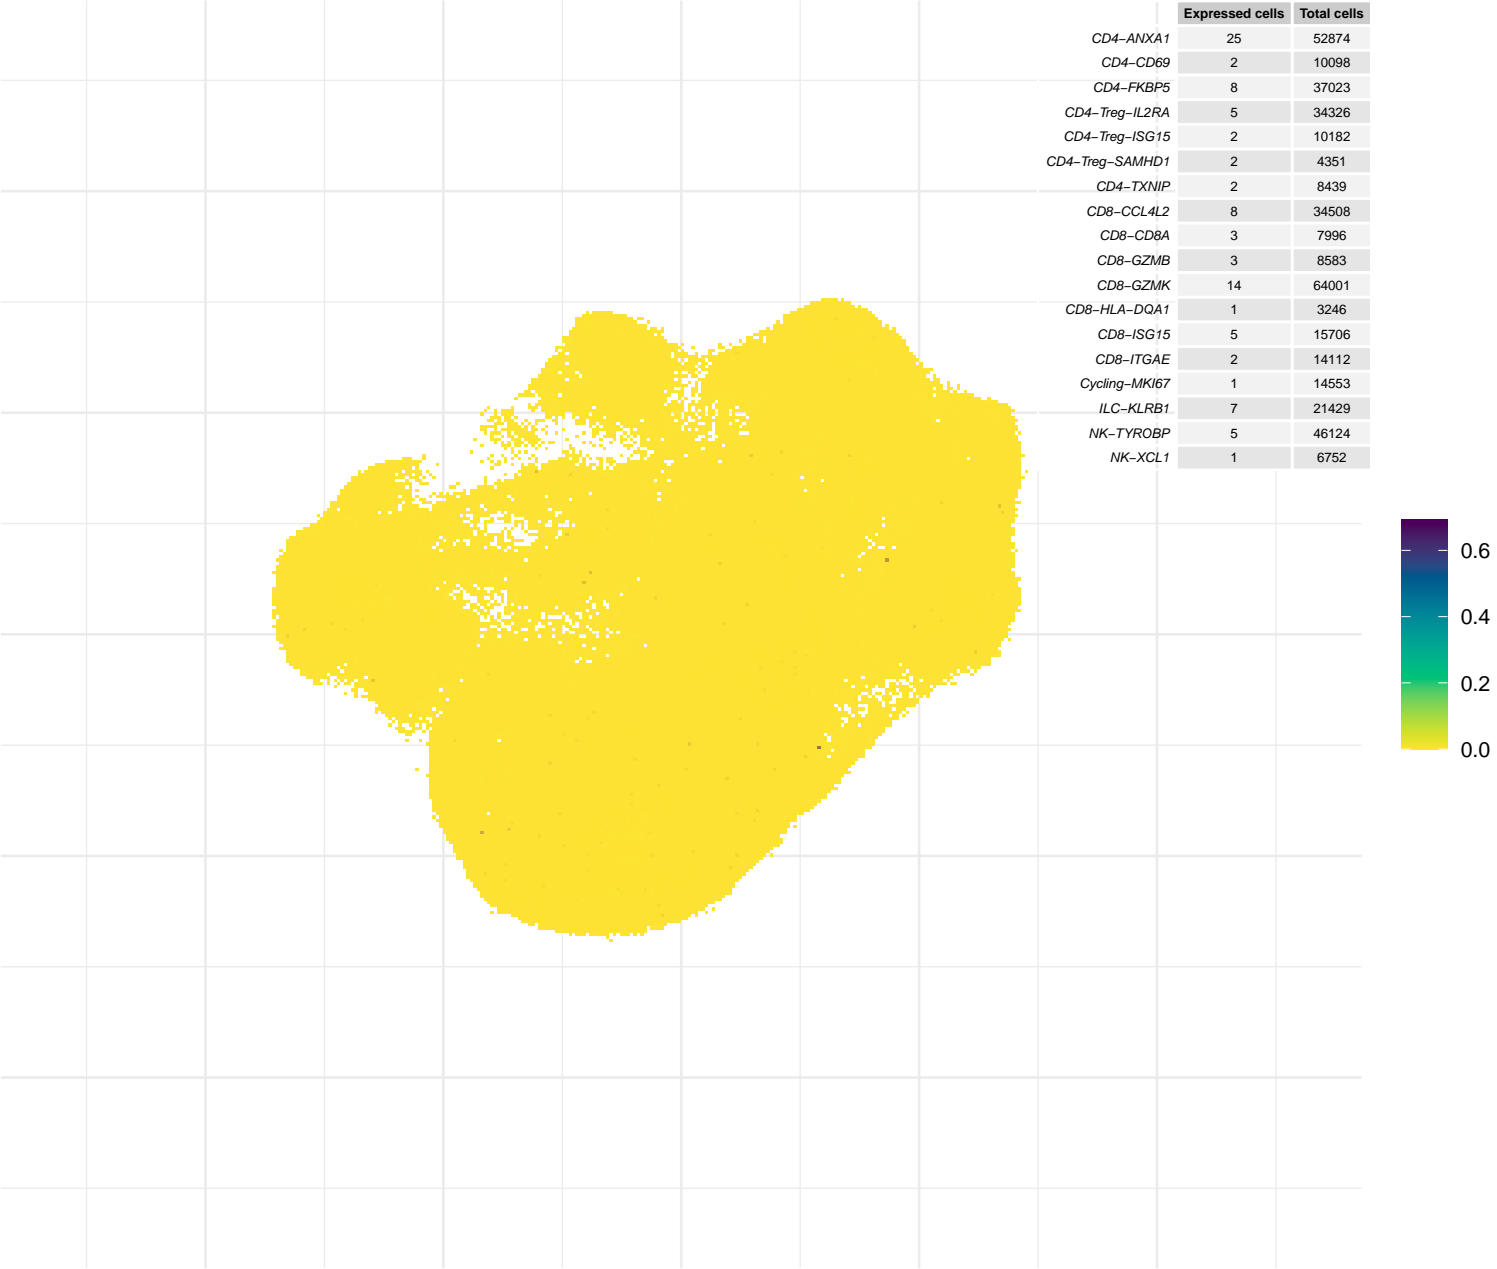 Expressed cells Total cells
CD4−ANXA1 25 52874
CD4−CD69 2 10098
CD4−FKBP5 8 37023
CD4−Treg−IL2RA 5 34326
CD4−Treg−ISG15 2 10182
CD4−Treg−SAMHD1 2 4351
CD4−TXNIP 2 8439
CD8−CCL4L2 8 34508
CD8−CD8A 3 7996
CD8−GZMB 3 8583
CD8−GZMK 14 64001
CD8−HLA−DQA1 1 3246
CD8−ISG15 5 15706
CD8−ITGAE 2 14112
Cycling−MKI67 1 14553
ILC−KLRB1 7 21429
NK−TYROBP 5 46124
NK−XCL1 1 6752
0.6
0.4
0.2
0.0